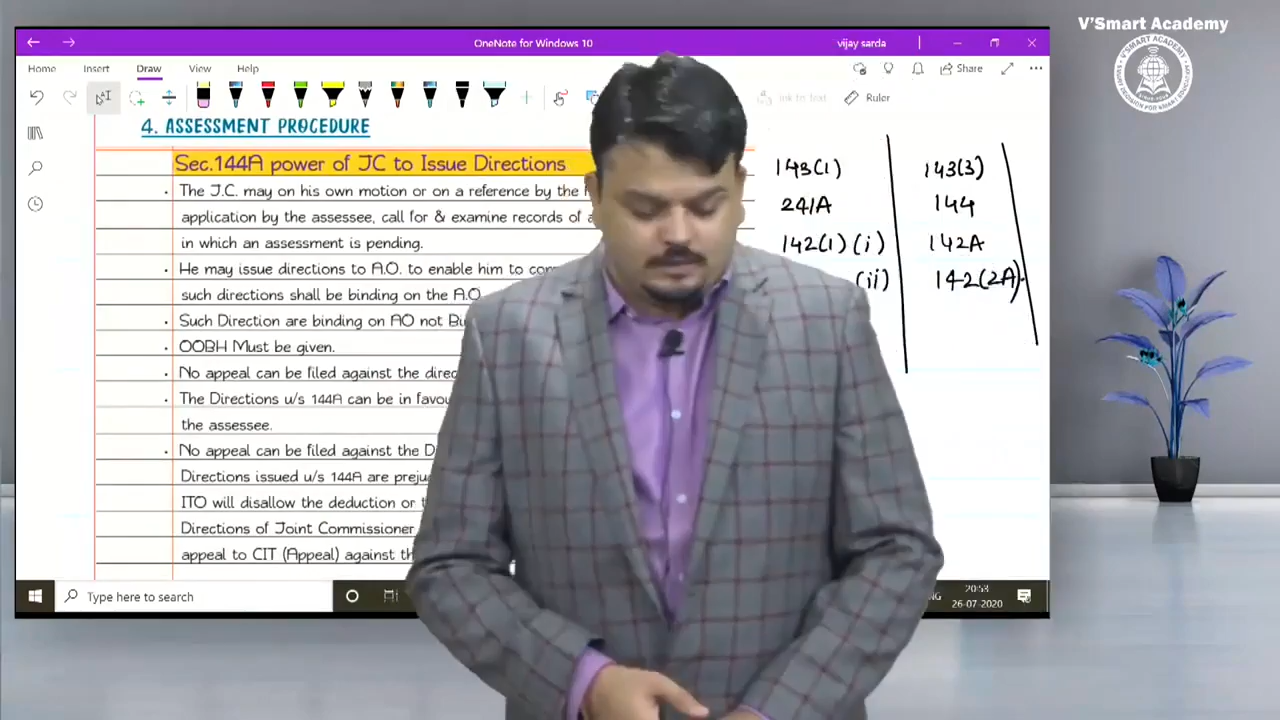 V'Smart Academy
OneNote for Windows 10
vijay sarda
Home Insert Draw View Help
Share
Ink to Text
Ruler
4. ASSESSMENT PROCEDURE
Sec.144A power of JC to Issue Directions
The J.C. may on his own motion or on a reference by the
application by the assessee, call for & examine records of
in which an assessment is pending.
He may issue directions to A.O. to enable him to
such directions shall be binding on the A.O.
Such Direction are binding on AO not
OOBH Must be given.
No appeal can be filed against the
The Directions u/s 144A can be in
the assessee.
No appeal can be filed against the
Directions issued u/s 144A are
ITO will disallow the deduction or
Directions of Joint Commissioner
appeal to CIT (Appeal) against
143(1)
241A
142(1) (i)
(ii)
143(3)
144
142A
142(2A)
Type here to search
20:53
26-07-2020